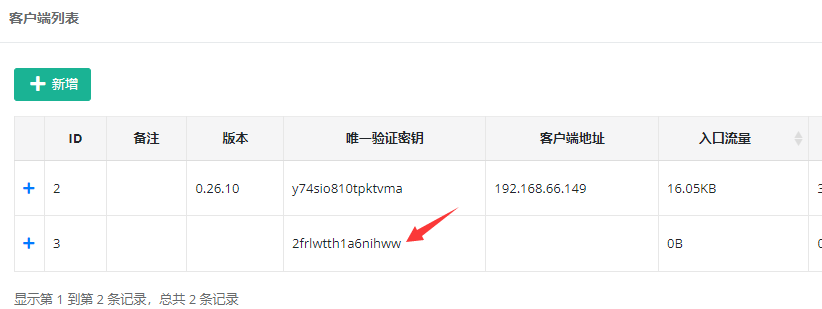 客户端列表
新增
ID 备注 版本 唯一验证密钥 客户端地址 入口流量
2 0.26.10 y74sio810tpktvma 192.168.66.149 16.05KB
3 2frlwtth1a6nihww 0B
显示第 1 到第 2 条记录，总共 2 条记录